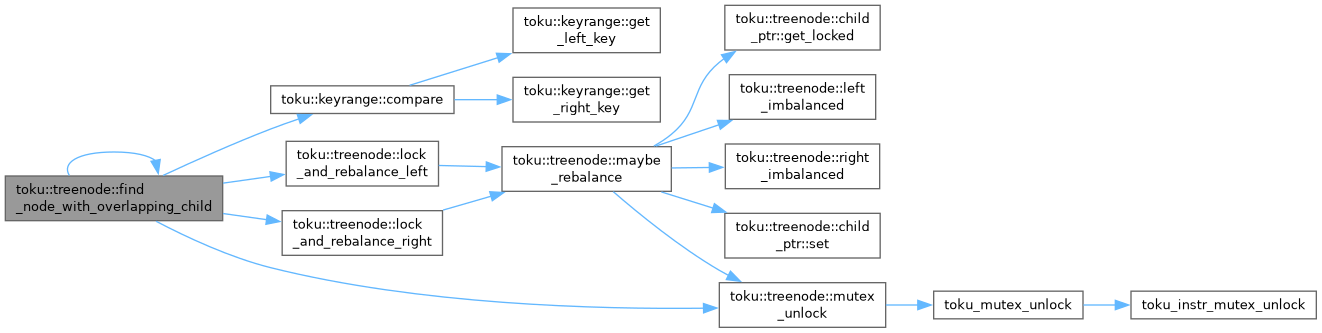 toku::treenode::find
_node_with_overlapping_child
toku::keyrange::compare
toku::keyrange::get
_left_key
toku::keyrange::get
_right_key
toku::treenode::lock
_and_rebalance_left
toku::treenode::lock
_and_rebalance_right
toku::treenode::maybe
_rebalance
toku::treenode::child
_ptr::get_locked
toku::treenode::left
_imbalanced
toku::treenode::right
_imbalanced
toku::treenode::child
_ptr::set
toku::treenode::mutex
_unlock
toku_mutex_unlock
toku_instr_mutex_unlock